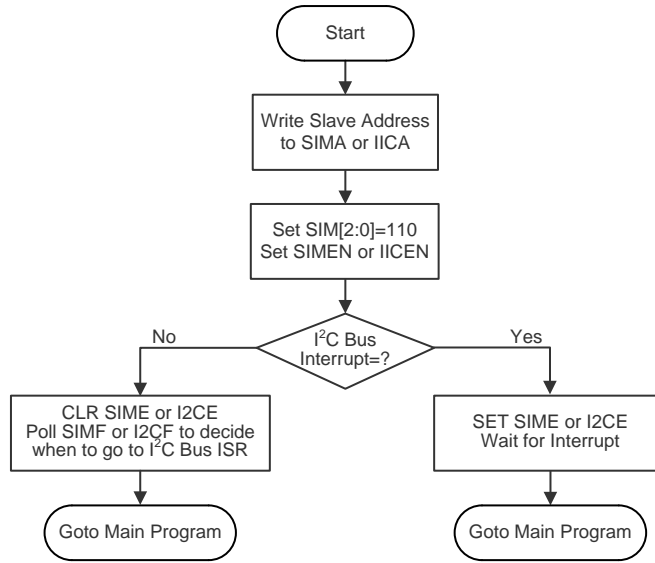 Start
Write Slave Address
to SIMA or IICA
Set SIM[2:0]=110
Set SIMEN or IICEN
I²C Bus
Interrupt=?
No
Yes
CLR SIME or I2CE
Poll SIMF or I2CF to decide
when to go to I²C Bus ISR
SET SIME or I2CE
Wait for Interrupt
Goto Main Program
Goto Main Program